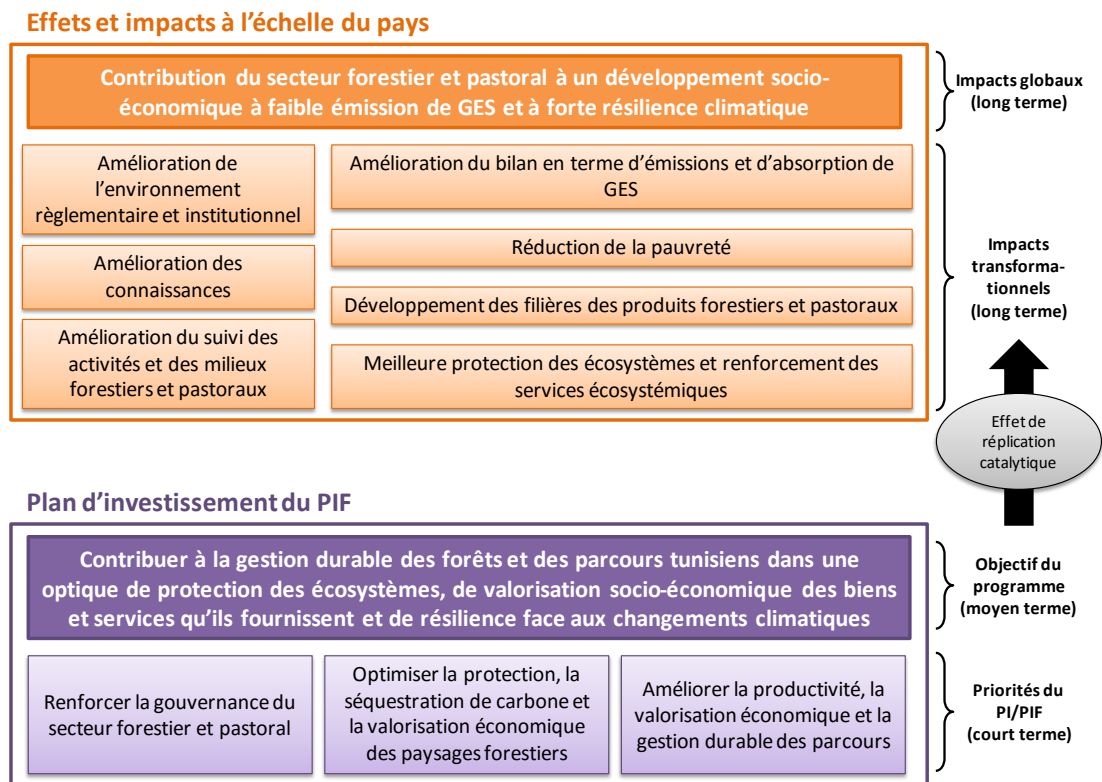 Effets et impacts à l'échelle du pays
Contribution du secteur forestier et pastoral à un développement socio-
économique à faible émission de GES et à forte résilience climatique
Impacts globaux
(long terme)
Amélioration de
l'environnement
règlementaire et institutionnel
Amélioration des
connaissances
Amélioration du suivi des
activités et des milieux
forestiers et pastoraux
Amélioration du bilan en terme d'émissions et d'absorption de
GES
Réduction de la pauvreté
Développement des filières des produits forestiers et pastoraux
Meilleure protection des écosystèmes et renforcement des
services écosystémiques
Impacts
transforma-
tionnels
(long terme)
Effet de
réplication
catalytique
Plan d'investissement du PIF
Contribuer à la gestion durable des forêts et des parcours tunisiens dans une
optique de protection des écosystèmes, de valorisation socio-économique des biens
et services qu'ils fournissent et de résilience face aux changements climatiques
Objectif du
programme
(moyen terme)
Renforcer la gouvernance du
secteur forestier et pastoral
Optimiser la protection, la
séquestration de carbone et
la valorisation économique
des paysages forestiers
Améliorer la productivité, la
valorisation économique et la
gestion durable des parcours
Priorités du
PI/PIF
(court terme)